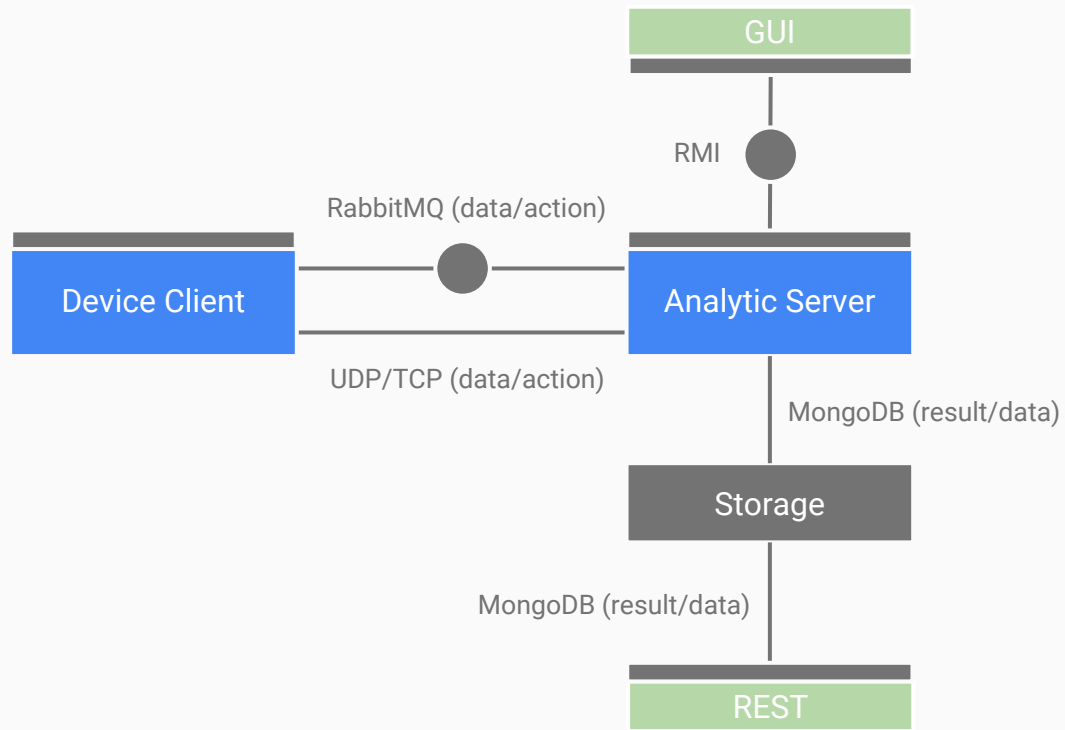 GUI
RMI
RabbitMQ (data/action)
Device Client
Analytic Server
UDP/TCP (data/action)
MongoDB (result/data)
Storage
MongoDB (result/data)
REST